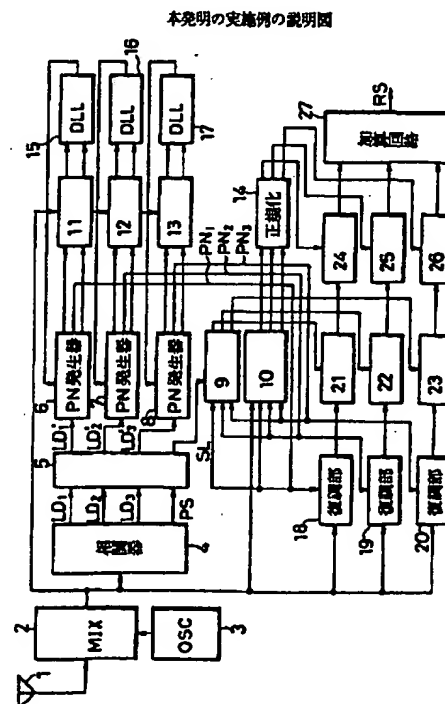 本発明の実施例の説明図
1
2
MIX
OSC
3
4
LD₁
LD₂
LD₃
PS
5
LD₁'
LD₂'
LD₃'
SL
6
PN発生器
7
PN発生器
8
PN発生器
11
12
13
15
DLL
DLL
16
DLL
17
PN₁
PN₂
PN₃
9
10
14
正規化
18
復調部
19
復調部
20
復調部
21
22
23
24
25
26
27
加算回路
RS